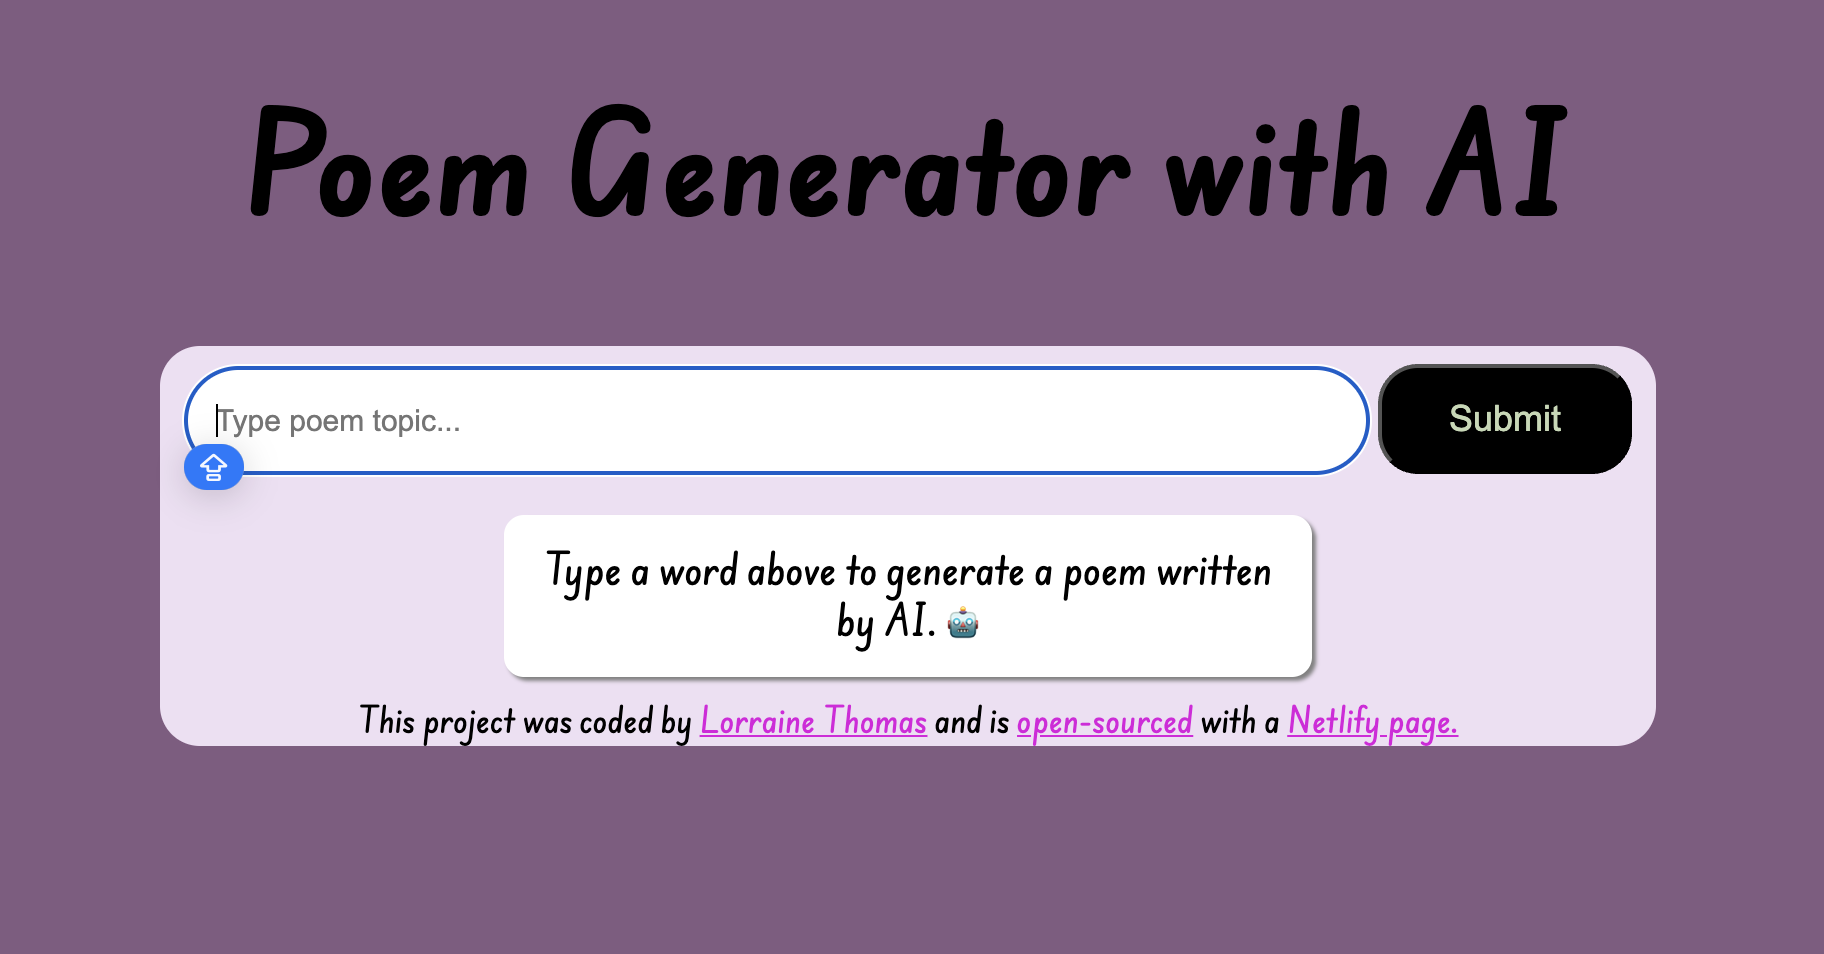 Poem Generator with AI
Type poem topic...
Submit
Type a word above to generate a poem written
by AI. 🤖
This project was coded by Lorraine Thomas and is open-sourced with a Netlify page.